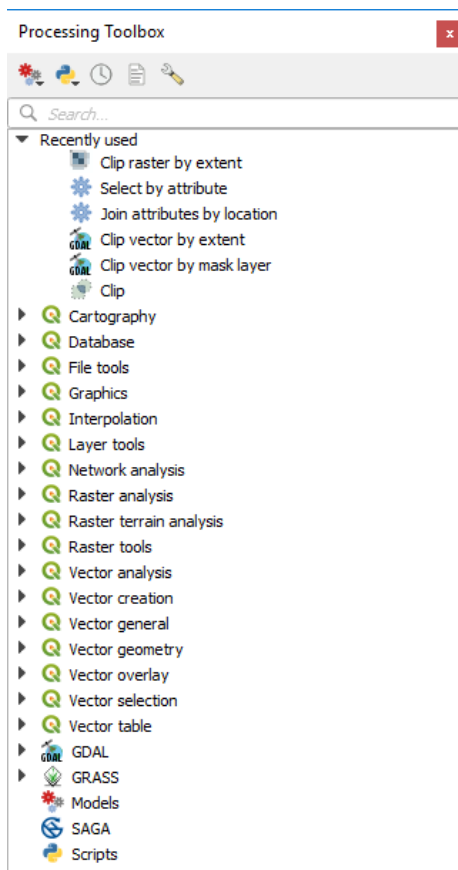 Processing Toolbox
x
Search...
Recently used
Clip raster by extent
Select by attribute
Join attributes by location
GDAL Clip vector by extent
GDAL Clip vector by mask layer
Clip
Cartography
Database
File tools
Graphics
Interpolation
Layer tools
Network analysis
Raster analysis
Raster terrain analysis
Raster tools
Vector analysis
Vector creation
Vector general
Vector geometry
Vector overlay
Vector selection
Vector table
GDAL GDAL
GRASS
Models
SAGA
Scripts